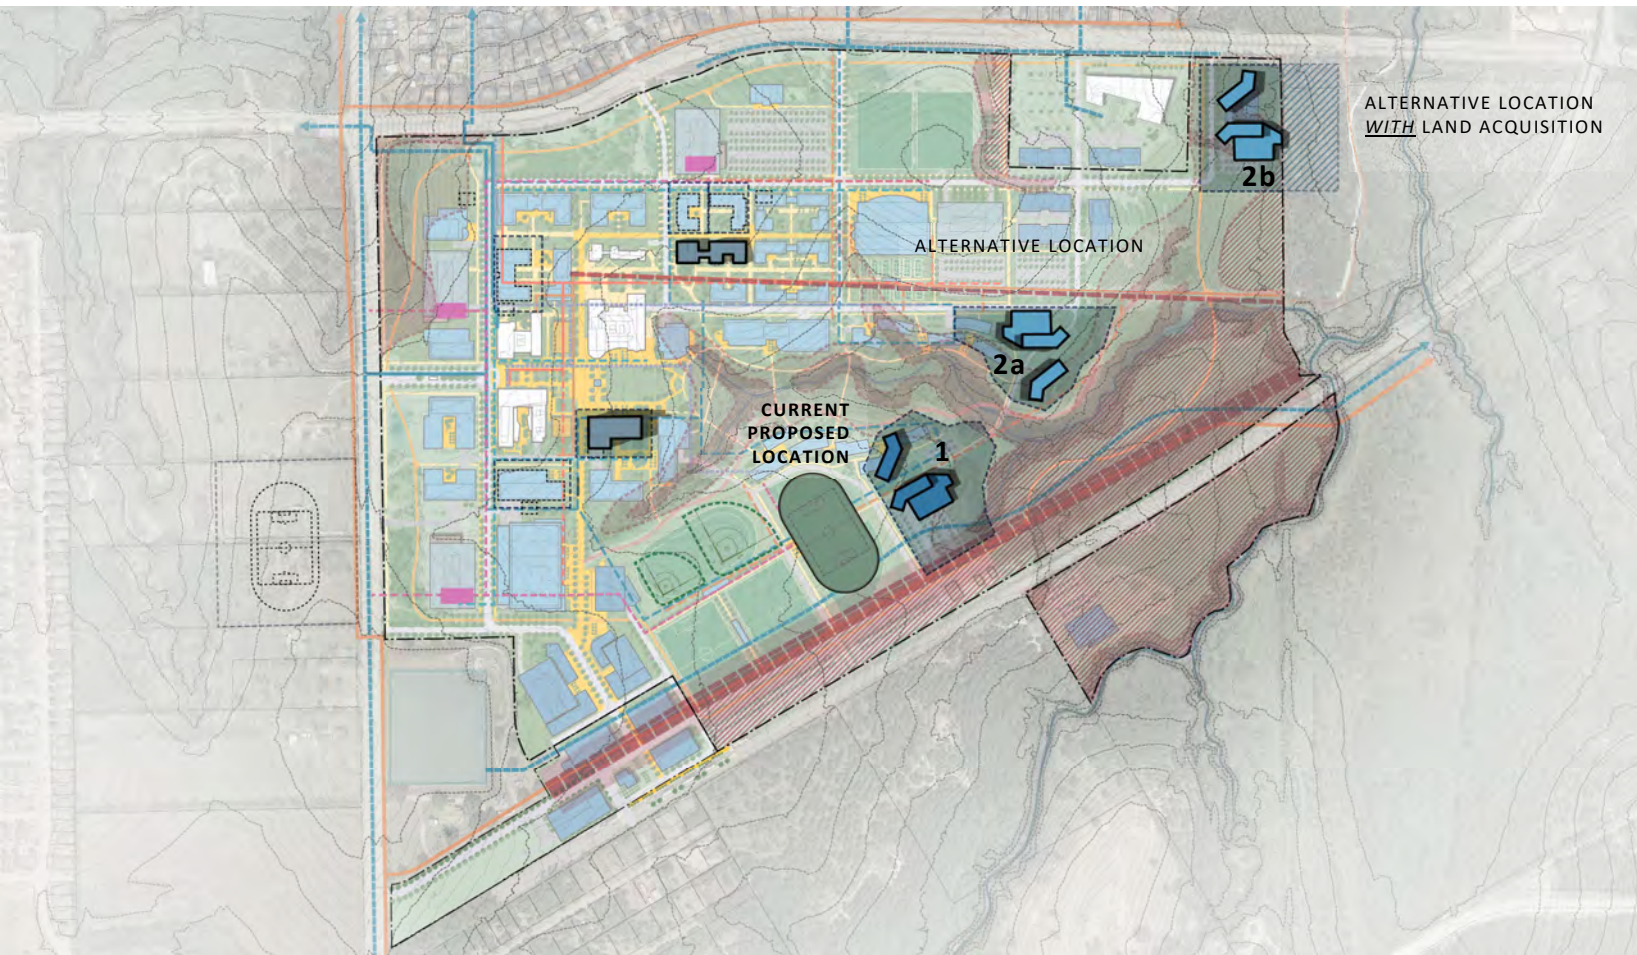 ALTERNATIVE LOCATION
WITH LAND ACQUISITION
2b
ALTERNATIVE LOCATION
2a
CURRENT
PROPOSED
LOCATION
1